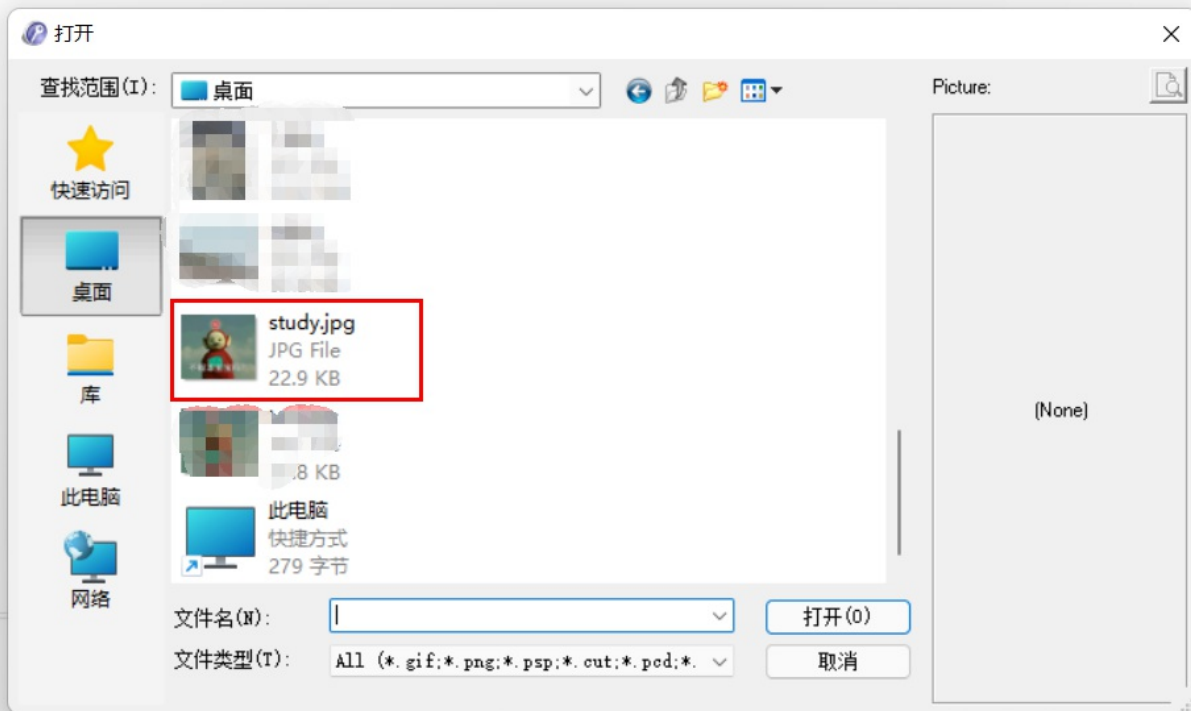 打开
查找范围(I):
桌面
Picture:
快速访问
桌面
库
此电脑
网络
study.jpg
JPG File
22.9 KB
.8 KB
此电脑
快捷方式
279 字节
(None)
文件名(N):
打开(O)
文件类型(T):
All (*.gif;*.png;*.psp;*.cut;*.pcd;*.
取消